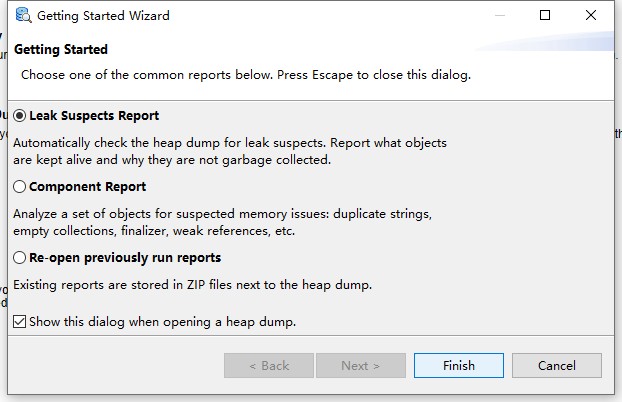 Getting Started Wizard
Getting Started
Choose one of the common reports below. Press Escape to close this dialog.
Leak Suspects Report
Automatically check the heap dump for leak suspects. Report what objects
are kept alive and why they are not garbage collected.
Component Report
Analyze a set of objects for suspected memory issues: duplicate strings,
empty collections, finalizer, weak references, etc.
Re-open previously run reports
Existing reports are stored in ZIP files next to the heap dump.
Show this dialog when opening a heap dump.
< Back Next > Finish Cancel